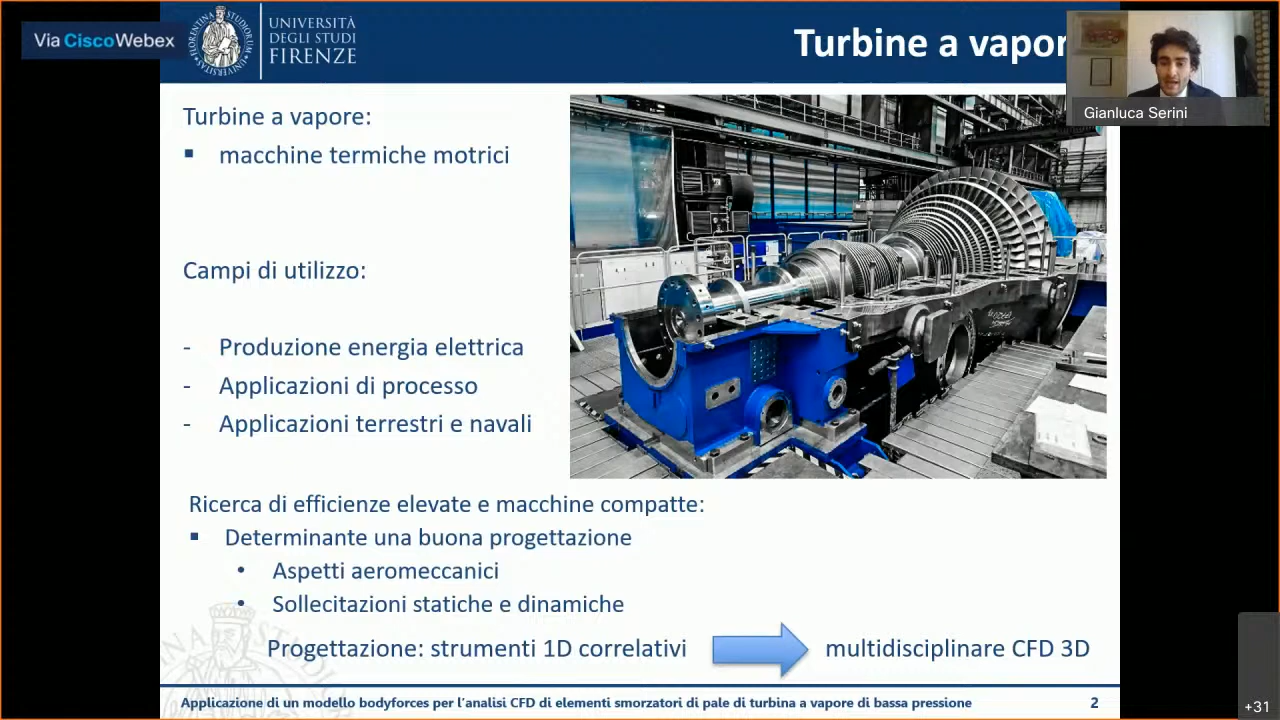 Via Cisco Webex
UNIVERSITÀ
DEGLI STUDI
FIRENZE
Turbine a vapor
Gianluca Serini
Turbine a vapore:
▪ macchine termiche motrici
Campi di utilizzo:
- Produzione energia elettrica
- Applicazioni di processo
- Applicazioni terrestri e navali
Ricerca di efficienze elevate e macchine compatte:
▪ Determinante una buona progettazione
• Aspetti aeromeccanici
• Sollecitazioni statiche e dinamiche
Progettazione: strumenti 1D correlativi
multidisciplinare CFD 3D
Applicazione di un modello bodyforces per l'analisi CFD di elementi smorzatori di pale di turbina a vapore di bassa pressione
2
+31